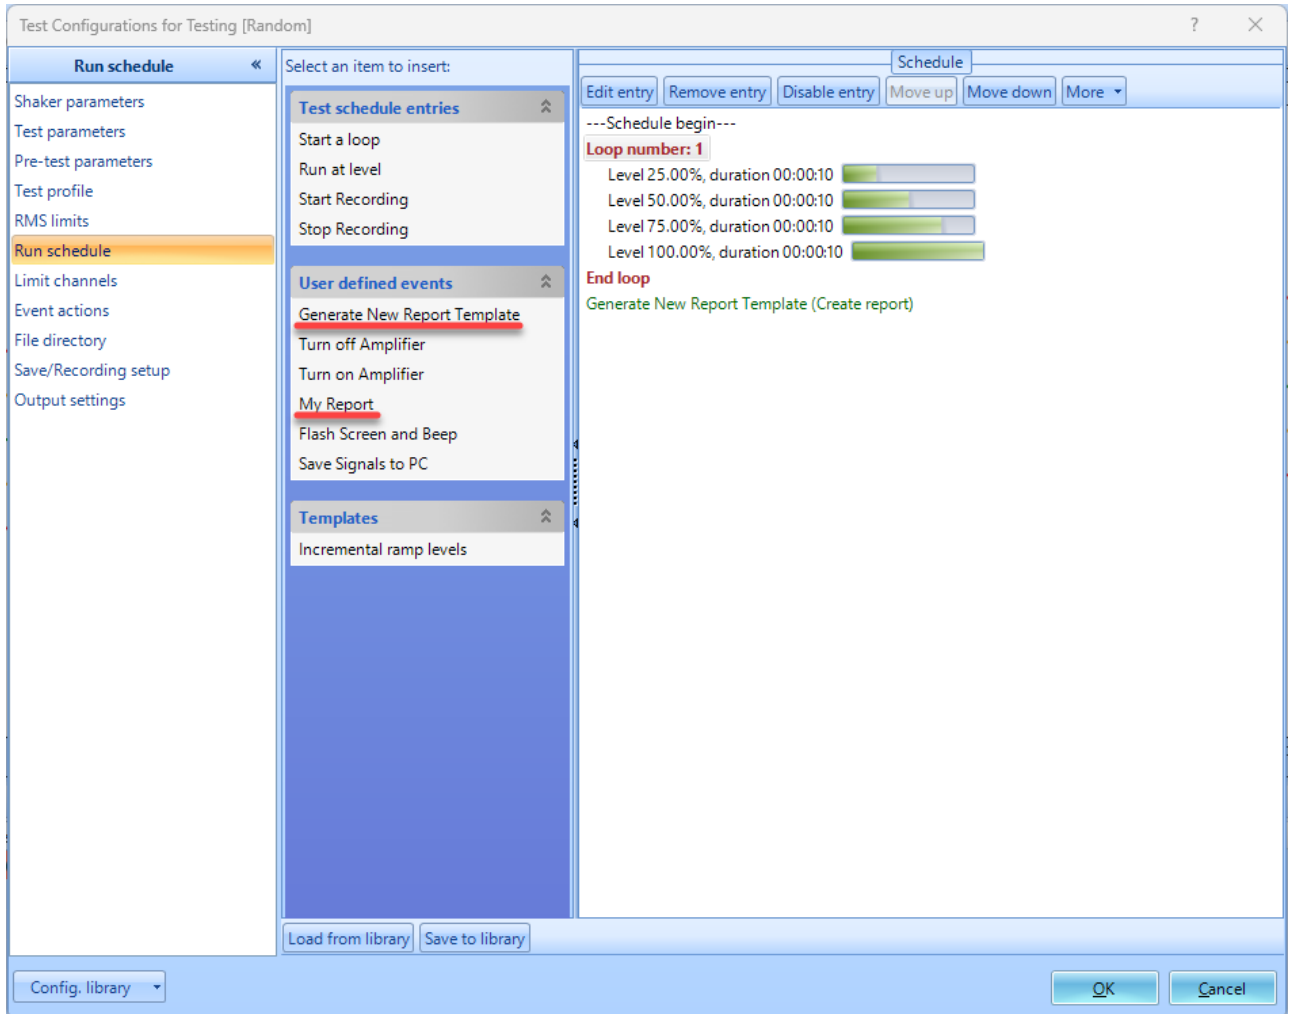 Test Configurations for Testing [Random]
?
Run schedule
Shaker parameters
Test parameters
Pre-test parameters
Test profile
RMS limits
Run schedule
Limit channels
Event actions
File directory
Save/Recording setup
Output settings
Select an item to insert:
Test schedule entries
Start a loop
Run at level
Start Recording
Stop Recording
User defined events
Generate New Report Template
Turn off Amplifier
Turn on Amplifier
My Report
Flash Screen and Beep
Save Signals to PC
Templates
Incremental ramp levels
Load from library Save to library
Schedule
Edit entry Remove entry Disable entry Move up Move down More
---Schedule begin---
Loop number: 1
Level 25.00%, duration 00:00:10
Level 50.00%, duration 00:00:10
Level 75.00%, duration 00:00:10
Level 100.00%, duration 00:00:10
End loop
Generate New Report Template (Create report)
Config. library
OK Cancel